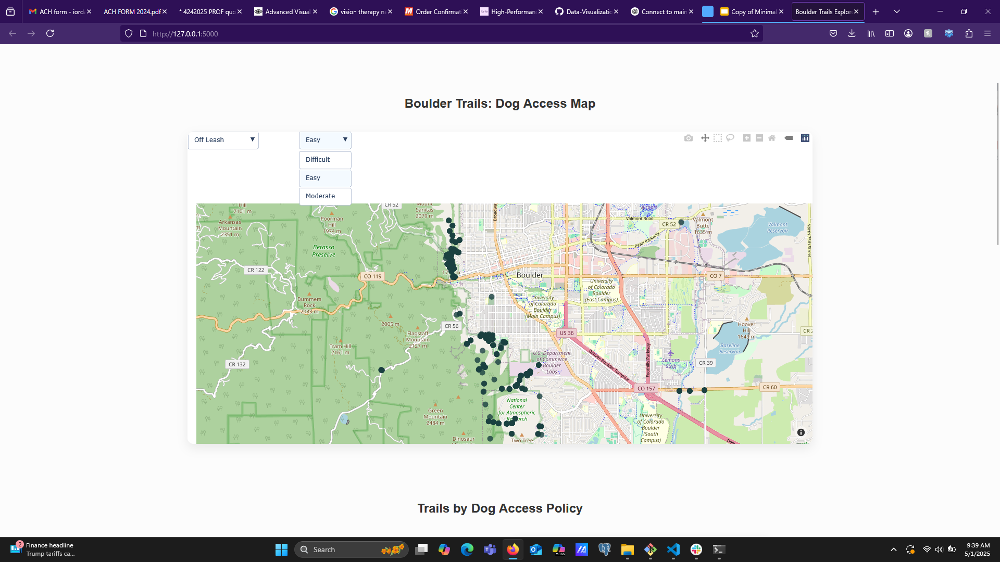 ACH form - iord
ACH FORM 2024.pdf
* 4242025 PROF quo
Advanced Visual
vision therapy n
Order Confirmat
High-Performan
Data-Visualizatio
Connect to main
Copy of Minimal
Boulder Trails Explor
http://127.0.0.1:5000
Boulder Trails: Dog Access Map
Off Leash
Easy
Difficult
Easy
Moderate
Hill
2101 m
Arkansas
Mountain
2351 m
Poorman
Hill
1974 m
CR 52
Mount
Sanitas
2079 m
Broadway
Airport
Valmont Road
CR 52
Valmont
Butte
1635 m
Valmont
Reservoir
North 75th Street
Pearl Parkway
Betasso
Preserve
CR 122
CO 119
Boulder
CO 7
University
of Colorado
Boulder
(East Campus)
University
of Colorado
Boulder
(Main Campus)
Bummers
Rock
2033 m
2005 m
Flagstaff
Mountain
2127 m
CR 56
US 36
Hoover
Hill
1649 m
CR 2
Tram Hill
2161 m
Baseline
Reservoir
CR 132
U.S. Department
of Commerce
Boulder
Labs
Denver Boulder Turnpike
Foothills Parkway
Lemons
Strip
CR 39
CO 157
CR 60
National
Center
for Atmospheric
Green
Mountain
2484 m
University
of Colorado
Boulder
(South
Campus)
Dinosaur
Two Tree
Trails by Dog Access Policy
2
Finance headline
Trump tariffs ca...
Search
M365
9:39 AM
5/1/2025